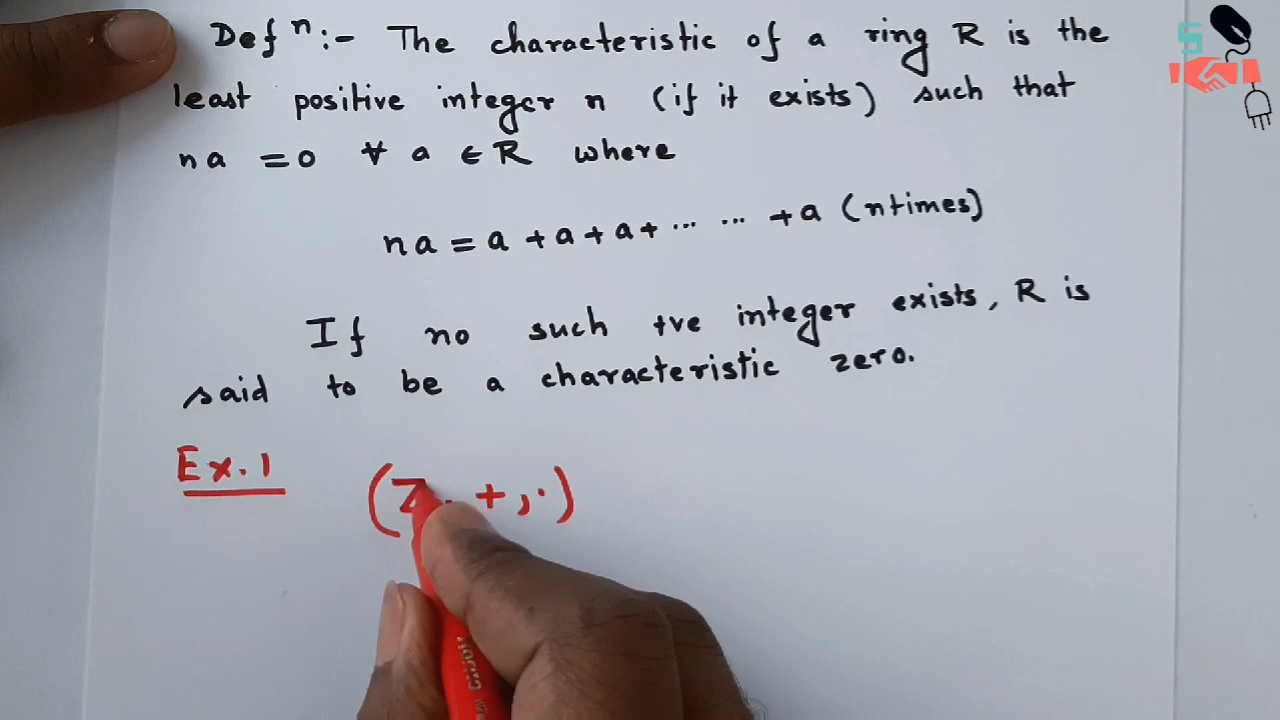 Defⁿ :- The characteristic of a ring R is the
least positive integer n (if it exists) such that
na = 0 ∀ a ∈ R where
na = a + a + a + ... ... + a (n times)
If no such +ve integer exists, R is
said to be a characteristic zero.
Ex. 1 (Z, +, ·)
S